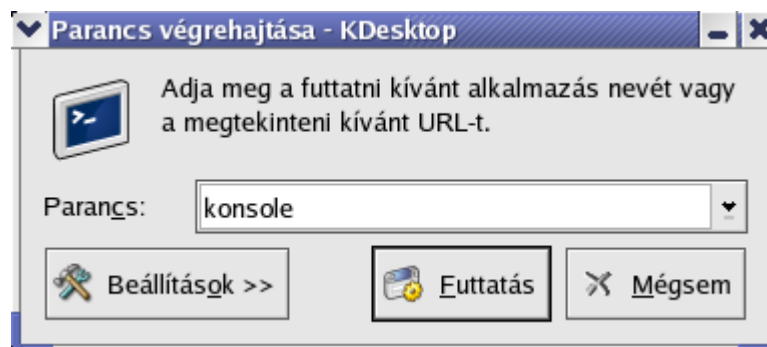 Parancs végrehajtása - KDesktop
Adja meg a futtatni kívánt alkalmazás nevét vagy
a megtekinteni kívánt URL-t.
Parancs: konsole
Beállítások >> Futtatás Mégsem